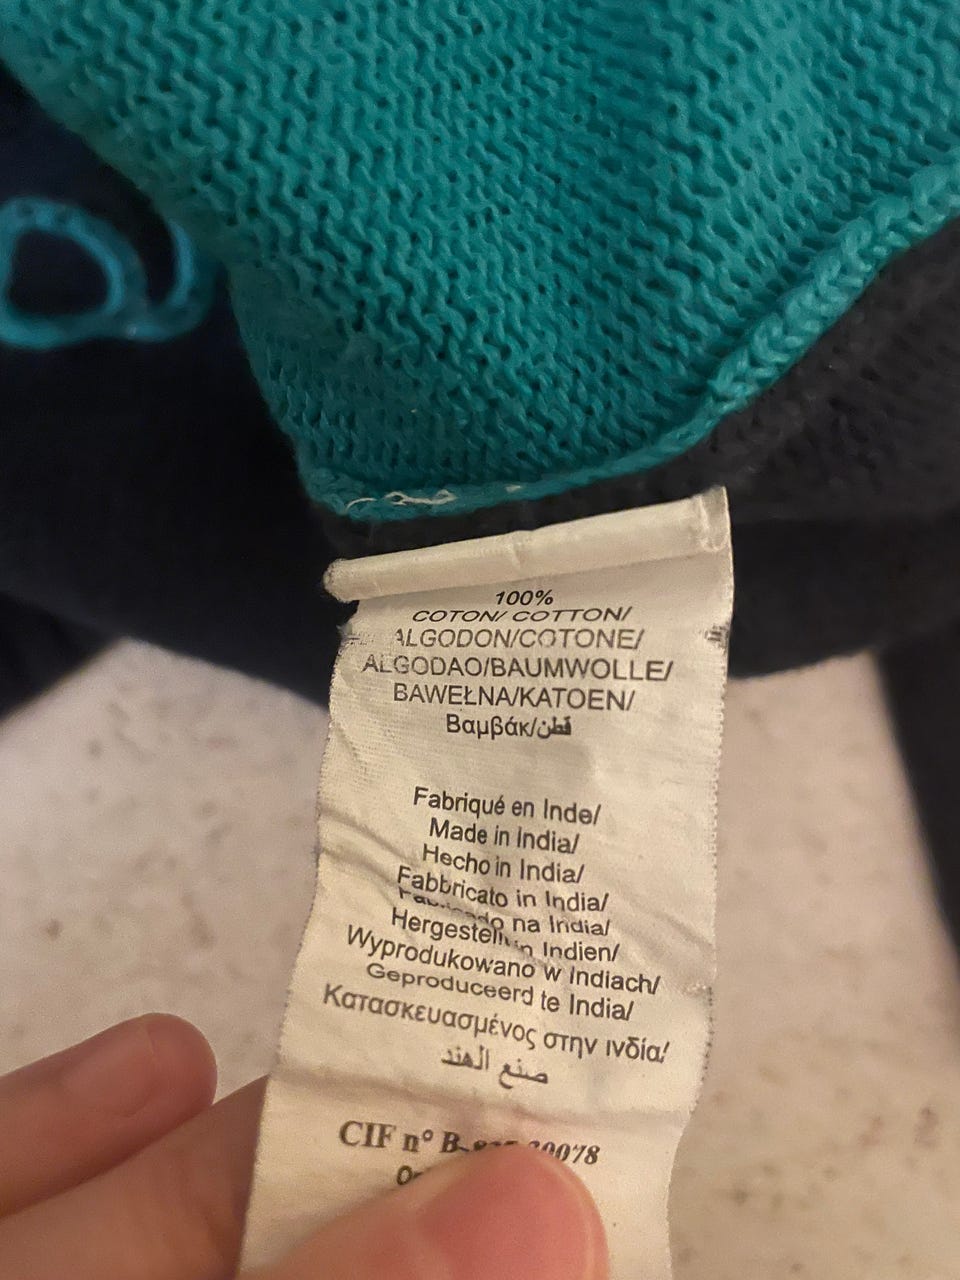 100%
COTON/ COTTON/
ALGODON/COTONE/
ALGODAO/BAUMWOLLE/
BAWEŁNA/KATOEN/
Βαμβάκ/قطن
Fabriqué en Inde/
Made in India/
Hecho in India/
Fabbricato in India/
na India/
Hergestellt in Indien/
Wyprodukowano w Indiach/
Geproduceerd te India/
Κατασκευασμένος στην ινδία/
صنع الهند
CIF n° B-